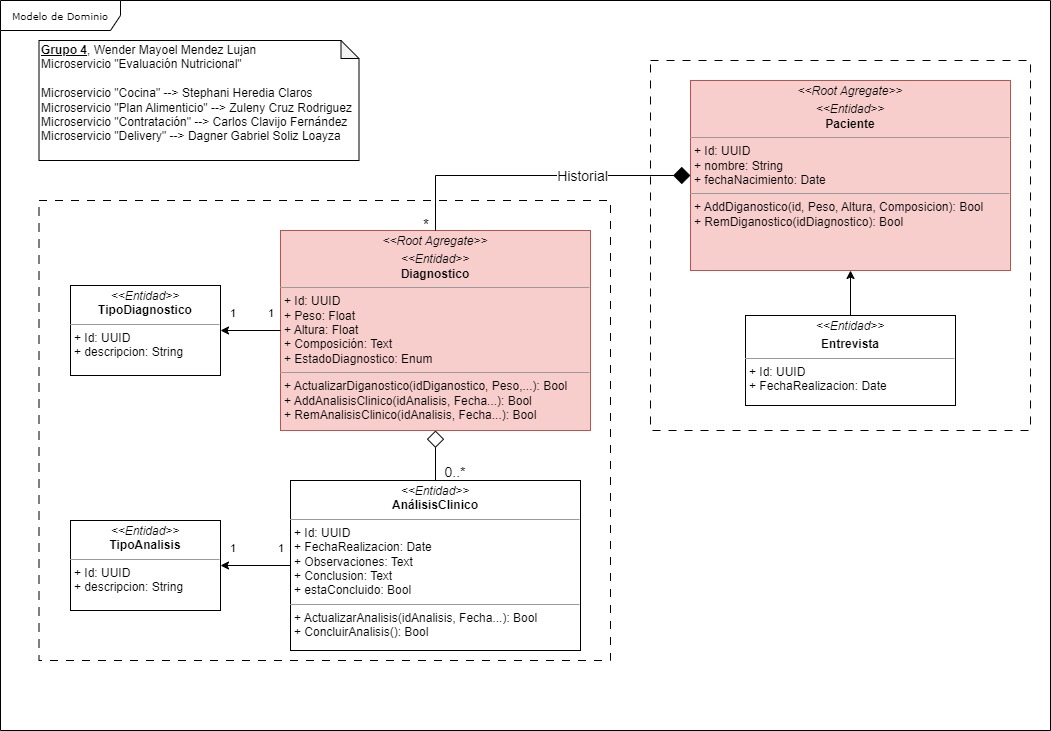 Modelo de Dominio
Grupo 4, Wender Mayoel Mendez Lujan
Microservicio "Evaluación Nutricional"
Microservicio "Cocina" --> Stephani Heredia Claros
Microservicio "Plan Alimenticio" --> Zuleny Cruz Rodriguez
Microservicio "Contratación" --> Carlos Clavijo Fernández
Microservicio "Delivery" --> Dagner Gabriel Soliz Loayza
<<Root Agregate>>
<<Entidad>>
Paciente
+ Id: UUID
+ nombre: String
+ fechaNacimiento: Date
+ AddDiganostico(id, Peso, Altura, Composicion): Bool
+ RemDiganostico(idDiagnostico): Bool
Historial
*
<<Root Agregate>>
<<Entidad>>
Diagnostico
+ Id: UUID
+ Peso: Float
+ Altura: Float
+ Composición: Text
+ EstadoDiagnostico: Enum
+ ActualizarDiganostico(idDiganostico, Peso,...): Bool
+ AddAnalisisClinico(idAnalisis, Fecha...): Bool
+ RemAnalisisClinico(idAnalisis, Fecha...): Bool
<<Entidad>>
TipoDiagnostico
+ Id: UUID
+ descripcion: String
1
1
<<Entidad>>
Entrevista
+ Id: UUID
+ FechaRealizacion: Date
0..*
<<Entidad>>
AnálisisClinico
+ Id: UUID
+ FechaRealizacion: Date
+ Observaciones: Text
+ Conclusion: Text
+ estaConcluido: Bool
+ ActualizarAnalisis(idAnalisis, Fecha...): Bool
+ ConcluirAnalisis(): Bool
<<Entidad>>
TipoAnalisis
+ Id: UUID
+ descripcion: String
1
1